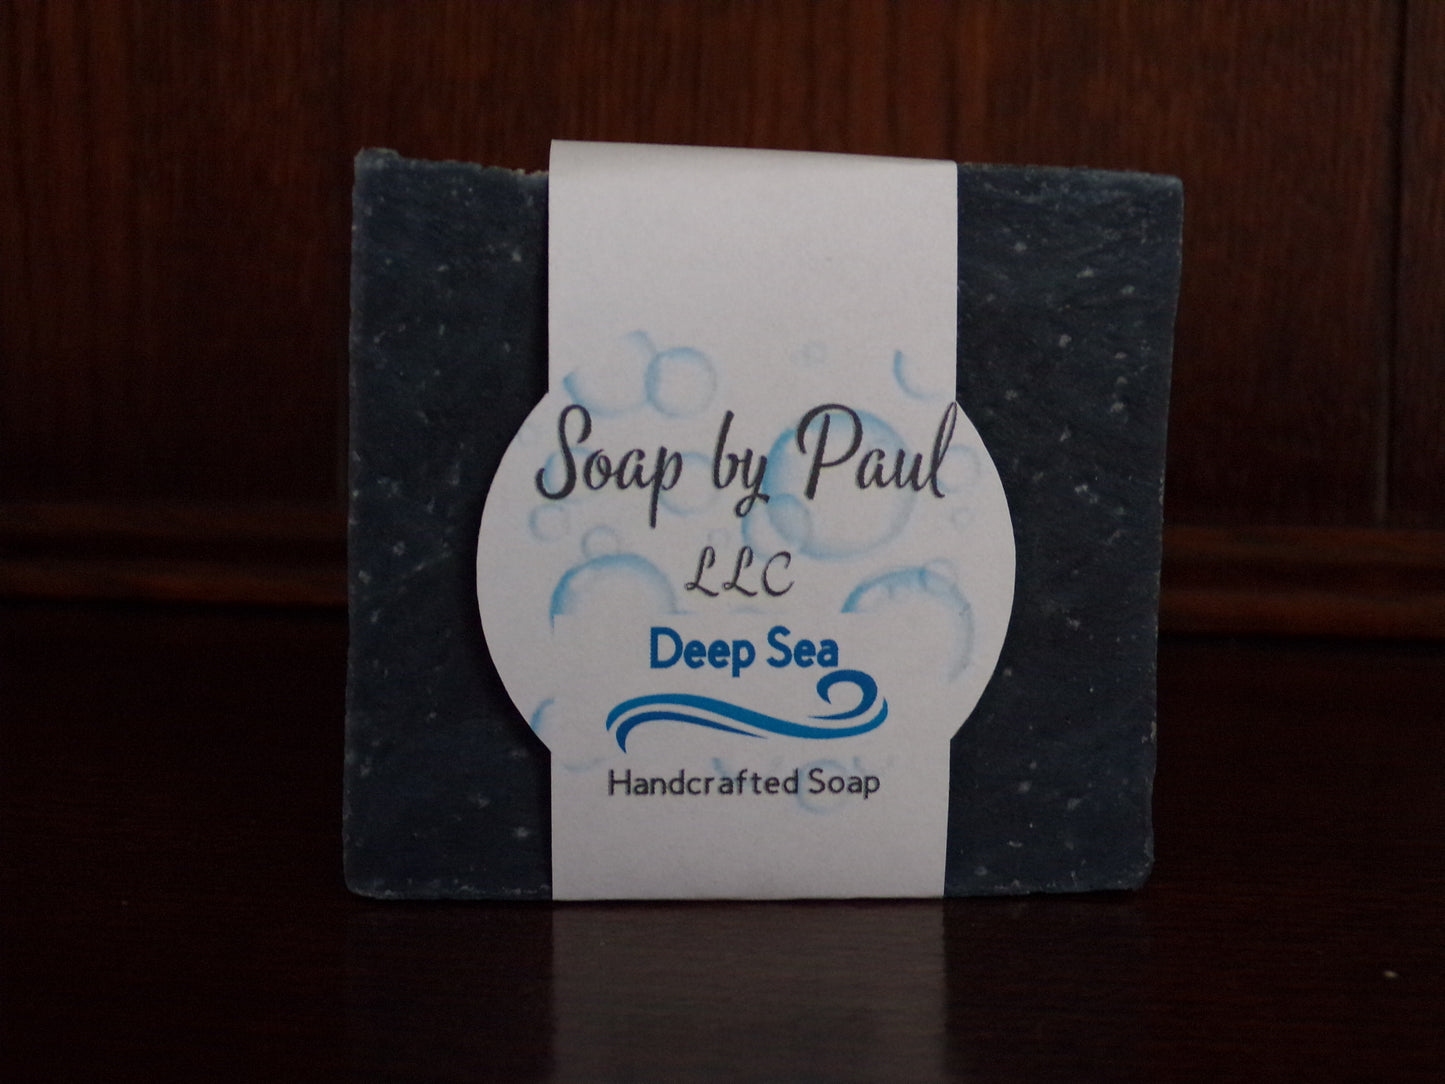 Soap by Paul
LLC
Deep Sea
Handcrafted Soap